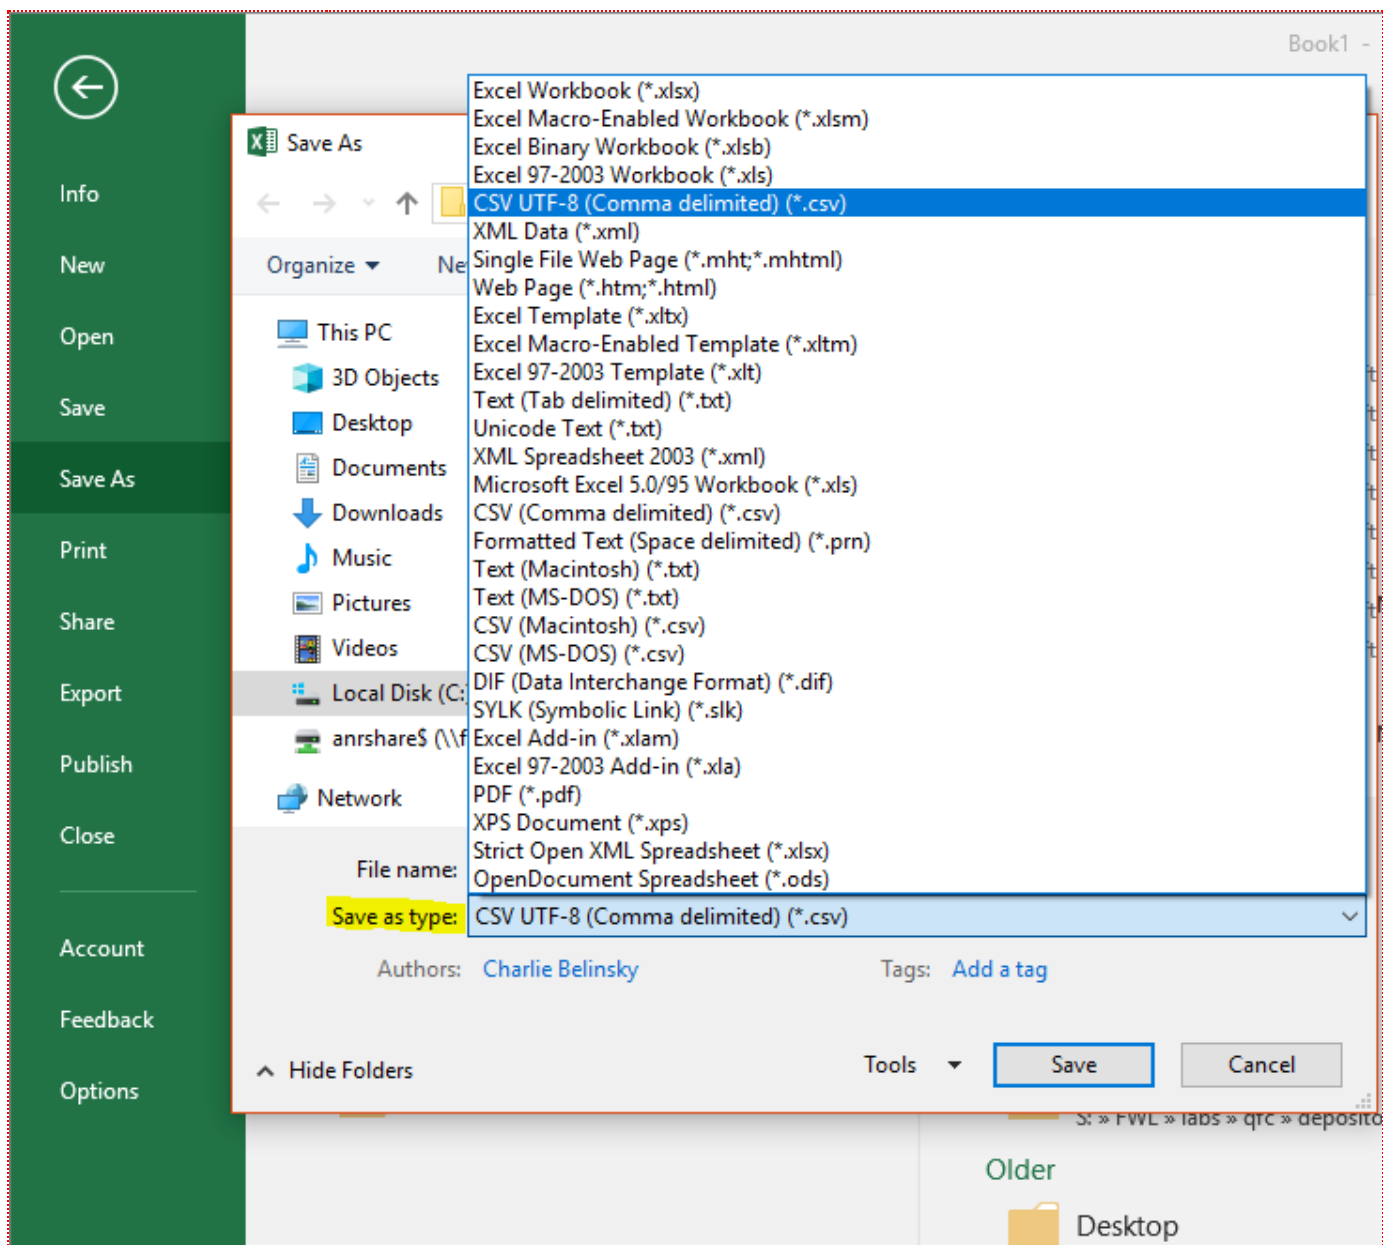 Book1 -
Info
New
Open
Save
Save As
Print
Share
Export
Publish
Close
Account
Feedback
Options
Save As
Organize
Ne
This PC
3D Objects
Desktop
Documents
Downloads
Music
Pictures
Videos
Local Disk (C:
anrshare$ (\\f
Network
Excel Workbook (*.xlsx)
Excel Macro-Enabled Workbook (*.xlsm)
Excel Binary Workbook (*.xlsb)
Excel 97-2003 Workbook (*.xls)
CSV UTF-8 (Comma delimited) (*.csv)
XML Data (*.xml)
Single File Web Page (*.mht;*.mhtml)
Web Page (*.htm;*.html)
Excel Template (*.xltx)
Excel Macro-Enabled Template (*.xltm)
Excel 97-2003 Template (*.xlt)
Text (Tab delimited) (*.txt)
Unicode Text (*.txt)
XML Spreadsheet 2003 (*.xml)
Microsoft Excel 5.0/95 Workbook (*.xls)
CSV (Comma delimited) (*.csv)
Formatted Text (Space delimited) (*.prn)
Text (Macintosh) (*.txt)
Text (MS-DOS) (*.txt)
CSV (Macintosh) (*.csv)
CSV (MS-DOS) (*.csv)
DIF (Data Interchange Format) (*.dif)
SYLK (Symbolic Link) (*.slk)
Excel Add-in (*.xlam)
Excel 97-2003 Add-in (*.xla)
PDF (*.pdf)
XPS Document (*.xps)
Strict Open XML Spreadsheet (*.xlsx)
OpenDocument Spreadsheet (*.ods)
File name:
Save as type: CSV UTF-8 (Comma delimited) (*.csv)
Authors: Charlie Belinsky Tags: Add a tag
Hide Folders Tools Save Cancel
S: » FWL » labs » qfc » deposito
Older
Desktop